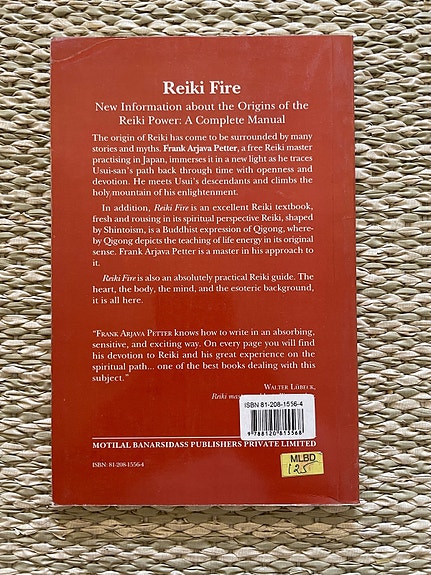 Reiki Fire
New Information about the Origins of the
Reiki Power: A Complete Manual
The origin of Reiki has come to be surrounded by many
stories and myths. Frank Arjava Petter, a free Reiki master
practising in Japan, immerses it in a new light as he traces
Usui-san's path back through time with openness and
devotion. He meets Usui's descendants and climbs the
holy mountain of his enlightenment.
In addition, Reiki Fire is an excellent Reiki textbook,
fresh and rousing in its spiritual perspective Reiki, shaped
by Shintoism, is a Buddhist expression of Qigong, where-
by Qigong depicts the teaching of life energy in its original
sense. Frank Arjava Petter is a master in his approach to
it.
Reiki Fire is also an absolutely practical Reiki guide. The
heart, the body, the mind, and the esoteric background,
it is all here.
"Frank Arjava Petter knows how to write in an absorbing,
sensitive, and exciting way. On every page you will find
his devotion to Reiki and his great experience on the
spiritual path... one of the best books dealing with this
subject."
Walter Lübeck,
Reiki
ISBN 81-208-1556-4
9 788120 815568
MOTILAL BANARSIDASS PUBLISHERS PRIVATE LIMITED
MLBD
125
ISBN: 81-208-1556-4